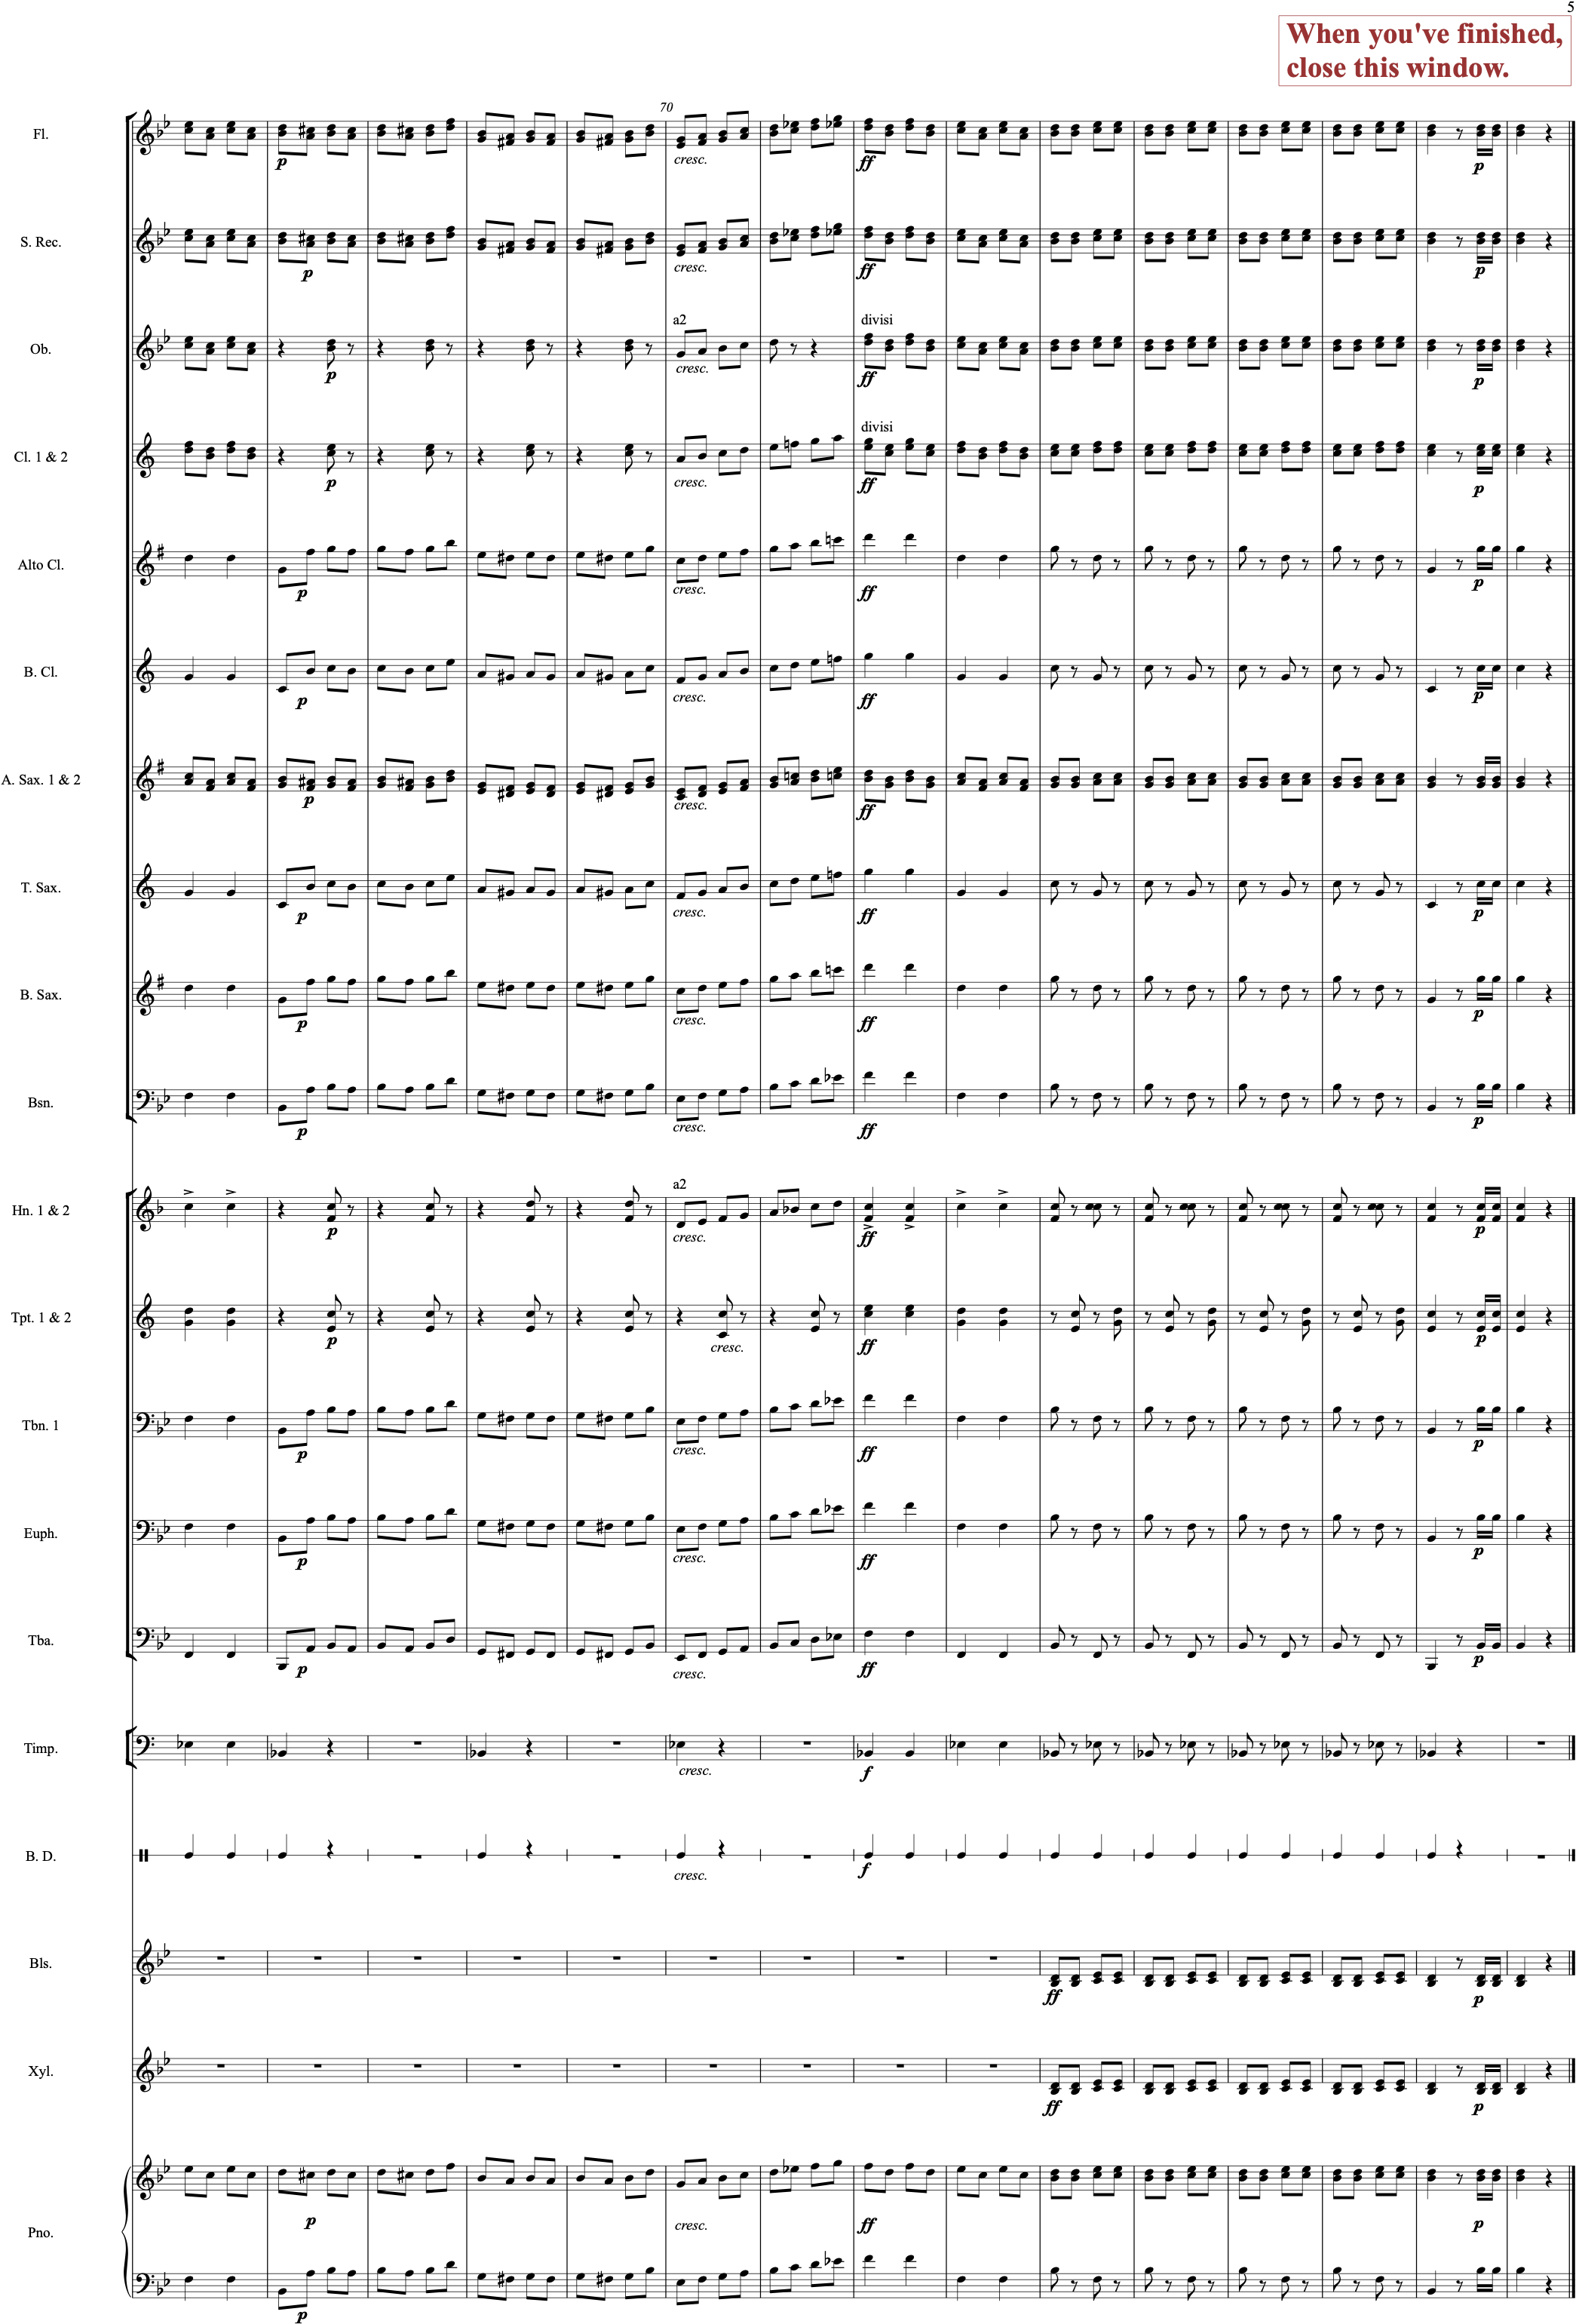 5
When you've finished,
close this window.
70
Fl.
p
cresc.
ff
p
S. Rec.
p
cresc.
ff
p
a2
divisi
Ob.
p
cresc.
ff
p
divisi
Cl. 1 & 2
p
cresc.
ff
p
Alto Cl.
p
cresc.
ff
p
B. Cl.
p
cresc.
ff
p
A. Sax. 1 & 2
p
cresc.
ff
T. Sax.
p
cresc.
ff
p
B. Sax.
p
cresc.
ff
p
Bsn.
p
cresc.
ff
p
a2
Hn. 1 & 2
p
cresc.
ff
p
Tpt. 1 & 2
p
cresc.
ff
p
Tbn. 1
p
cresc.
ff
p
Euph.
p
cresc.
ff
p
Tba.
p
cresc.
ff
p
Timp.
cresc.
f
B. D.
cresc.
f
Bls.
ff
p
Xyl.
ff
p
Pno.
p
cresc.
ff
p
p